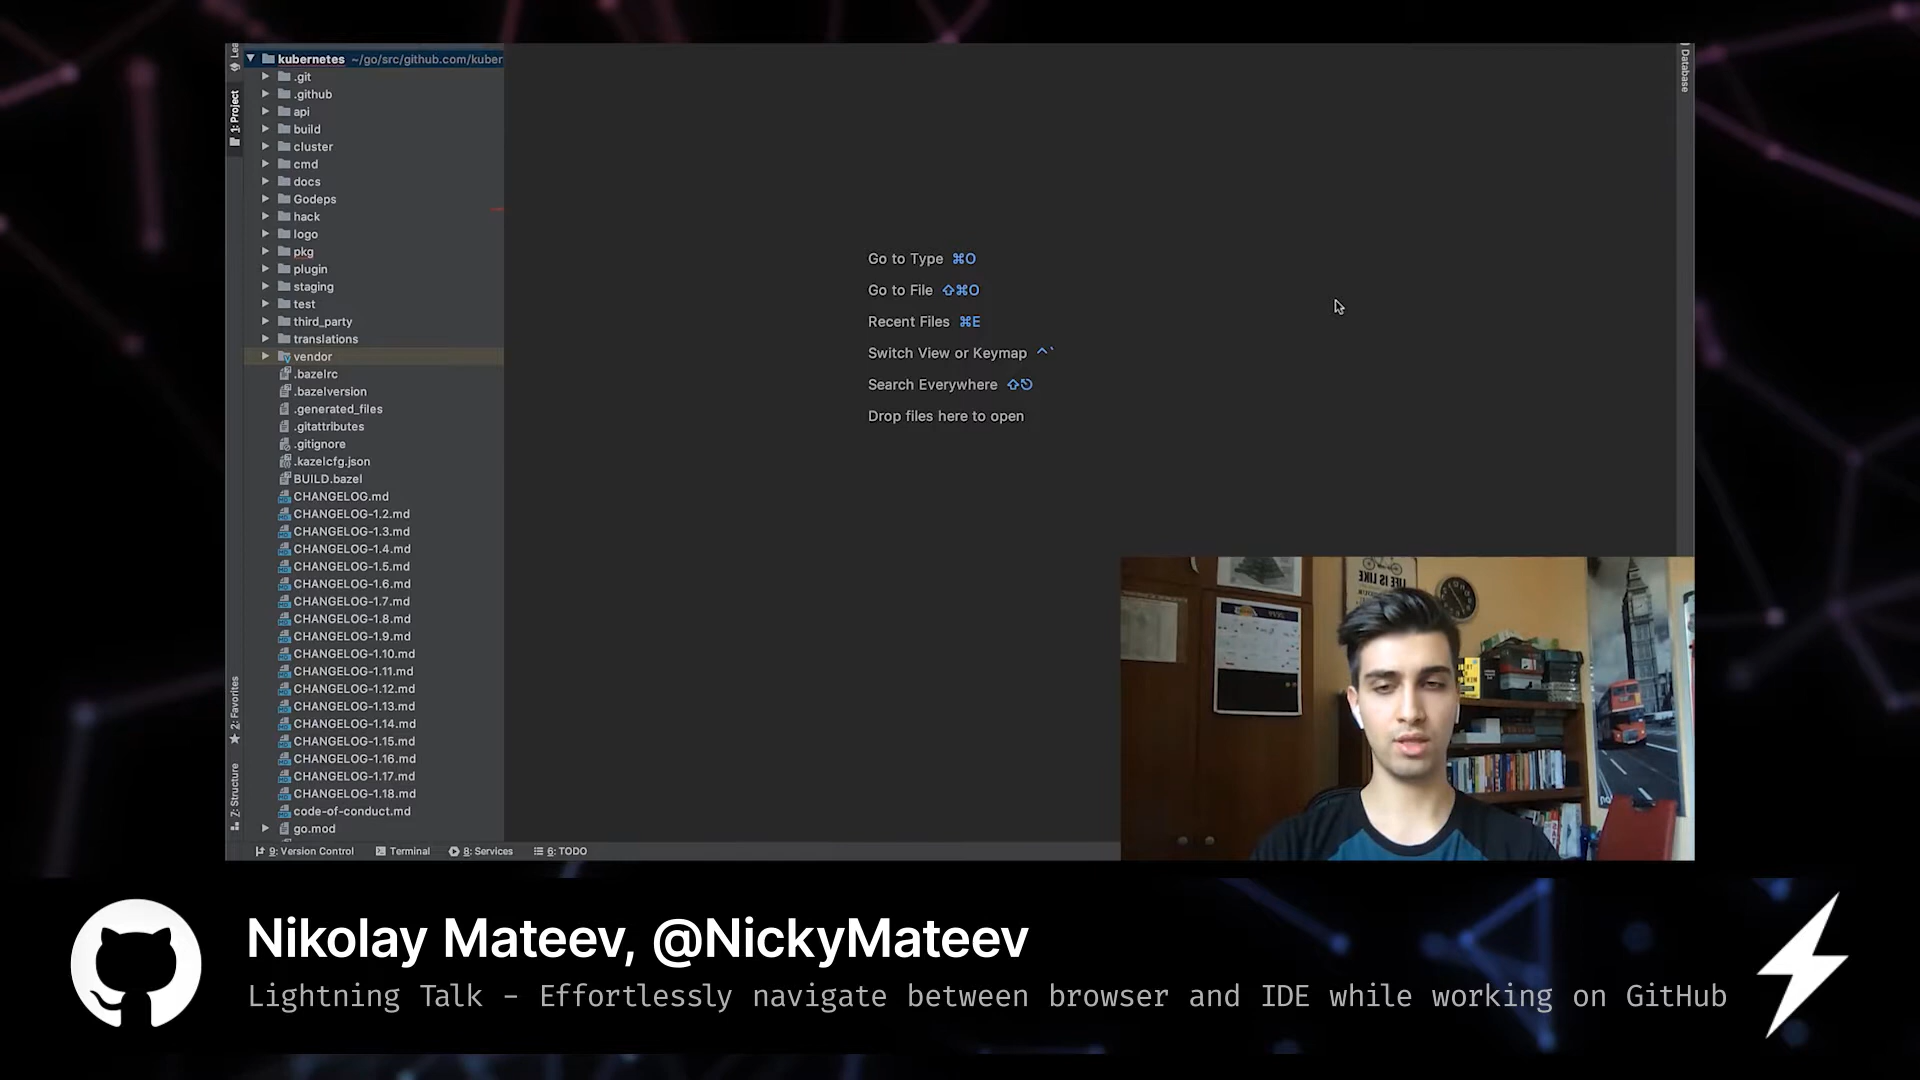 kubernetes ~/go/src/github.com/kuber
.git
.github
api
build
cluster
cmd
docs
Godeps
hack
logo
pkg
plugin
staging
test
third_party
translations
vendor
.bazelrc
.bazelversion
.generated_files
.gitattributes
.gitignore
.kazelcfg.json
BUILD.bazel
CHANGELOG.md
CHANGELOG-1.2.md
CHANGELOG-1.3.md
CHANGELOG-1.4.md
CHANGELOG-1.5.md
CHANGELOG-1.6.md
CHANGELOG-1.7.md
CHANGELOG-1.8.md
CHANGELOG-1.9.md
CHANGELOG-1.10.md
CHANGELOG-1.11.md
CHANGELOG-1.12.md
CHANGELOG-1.13.md
CHANGELOG-1.14.md
CHANGELOG-1.15.md
CHANGELOG-1.16.md
CHANGELOG-1.17.md
CHANGELOG-1.18.md
code-of-conduct.md
go.mod
1: Project
2: Favorites
7: Structure
Go to Type ⌘O
Go to File ⇧⌘O
Recent Files ⌘E
Switch View or Keymap ^`
Search Everywhere ⇧⎋
Drop files here to open
Database
LIFE IS LIKE
9: Version Control Terminal 8: Services 6: TODO
Nikolay Mateev, @NickyMateev
Lightning Talk - Effortlessly navigate between browser and IDE while working on GitHub